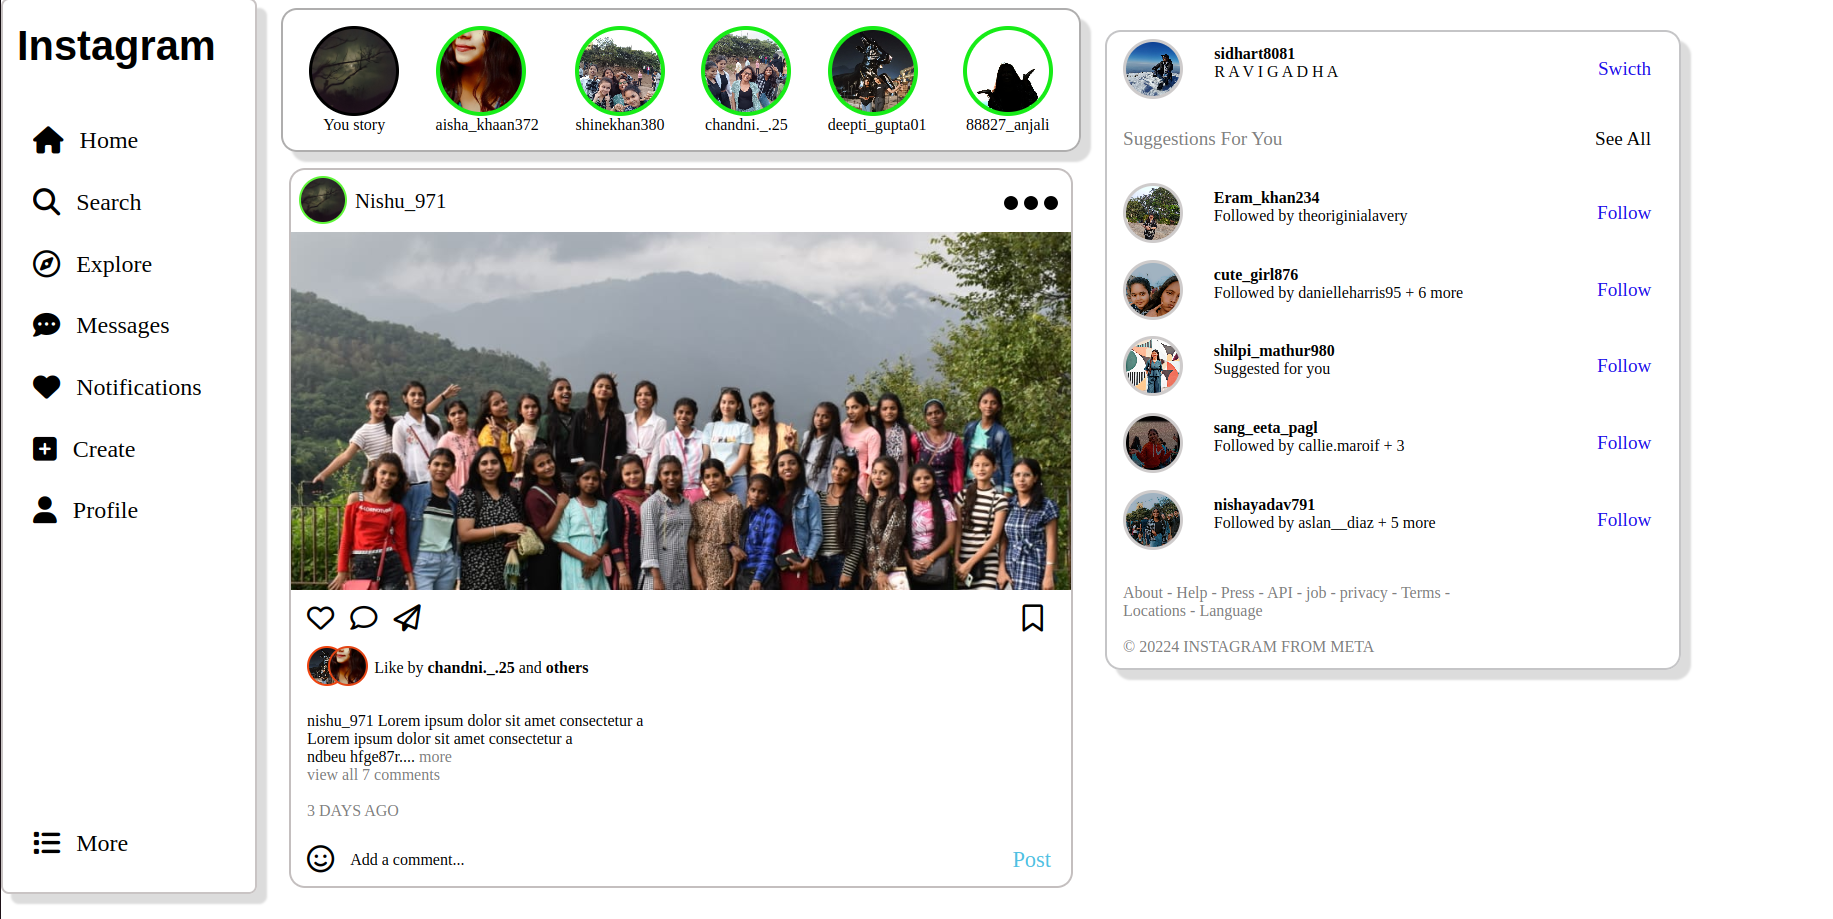 Instagram
Home
Search
Explore
Messages
Notifications
Create
Profile
More
You story
aisha_khaan372
shinekhan380
chandni._.25
deepti_gupta01
88827_anjali
Nishu_971
Like by chandni._.25 and others
nishu_971 Lorem ipsum dolor sit amet consectetur a
Lorem ipsum dolor sit amet consectetur a
ndbeu hfge87r.... more
view all 7 comments
3 DAYS AGO
Add a comment...
Post
sidhart8081
R A V I G A D H A
Swicth
Suggestions For You
See All
Eram_khan234
Followed by theoriginialavery
Follow
cute_girl876
Followed by danielleharris95 + 6 more
Follow
shilpi_mathur980
Suggested for you
Follow
sang_eeta_pagl
Followed by callie.maroif + 3
Follow
nishayadav791
Followed by aslan__diaz + 5 more
Follow
About - Help - Press - API - job - privacy - Terms -
Locations - Language
© 20224 INSTAGRAM FROM META